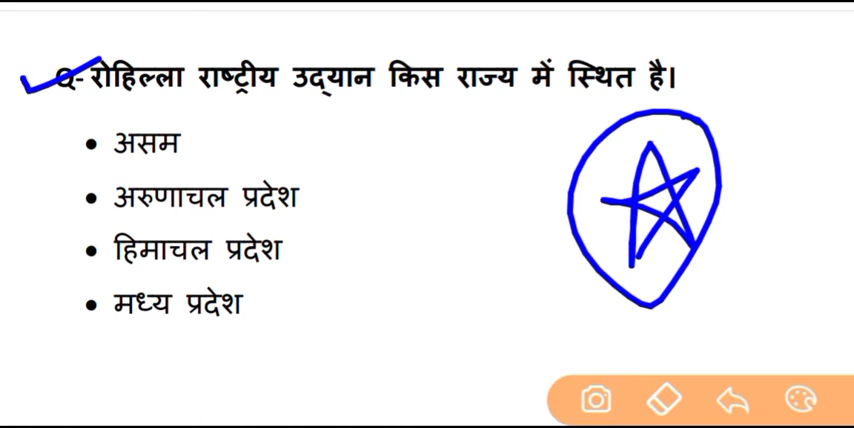 Q- रोहिल्ला राष्ट्रीय उद्यान किस राज्य में स्थित है।
• असम
• अरुणाचल प्रदेश
• हिमाचल प्रदेश
• मध्य प्रदेश